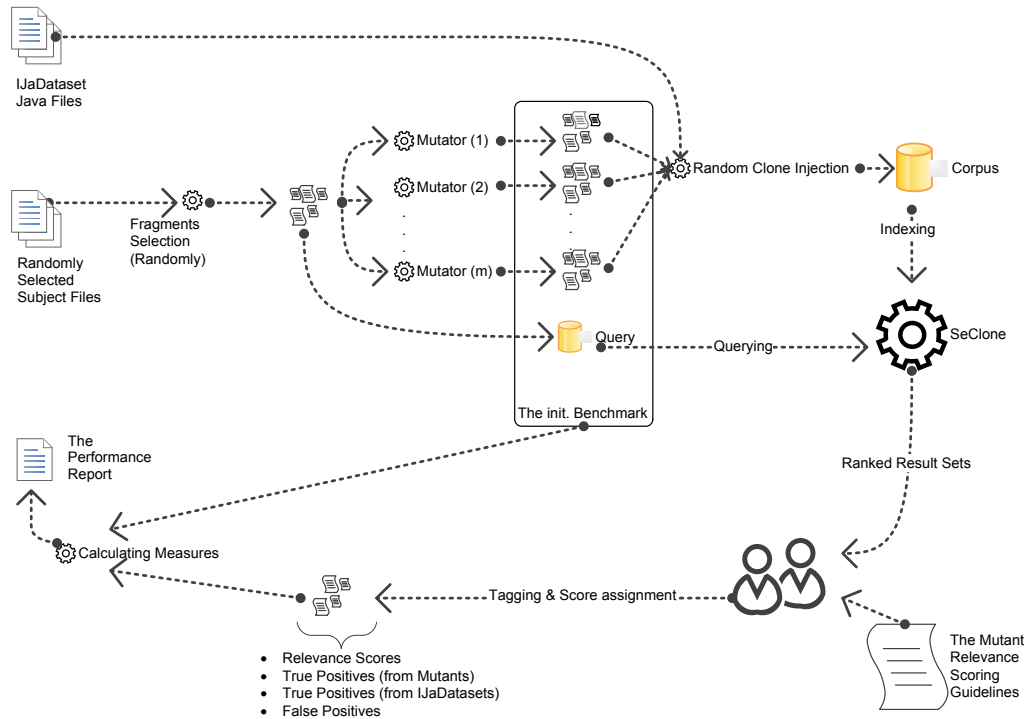 IJaDataset
Java Files
Mutator (1)
Random Clone Injection
Corpus
Mutator (2)
Fragments
Selection
(Randomly)
.
.
.
.
Indexing
Randomly
Selected
Subject Files
Mutator (m)
Query
Querying
SeClone
The init. Benchmark
The
Performance
Report
Ranked Result Sets
Calculating Measures
Tagging & Score assignment
The Mutant
Relevance
Scoring
Guidelines
• Relevance Scores
• True Positives (from Mutants)
• True Positives (from IJaDatasets)
• False Positives